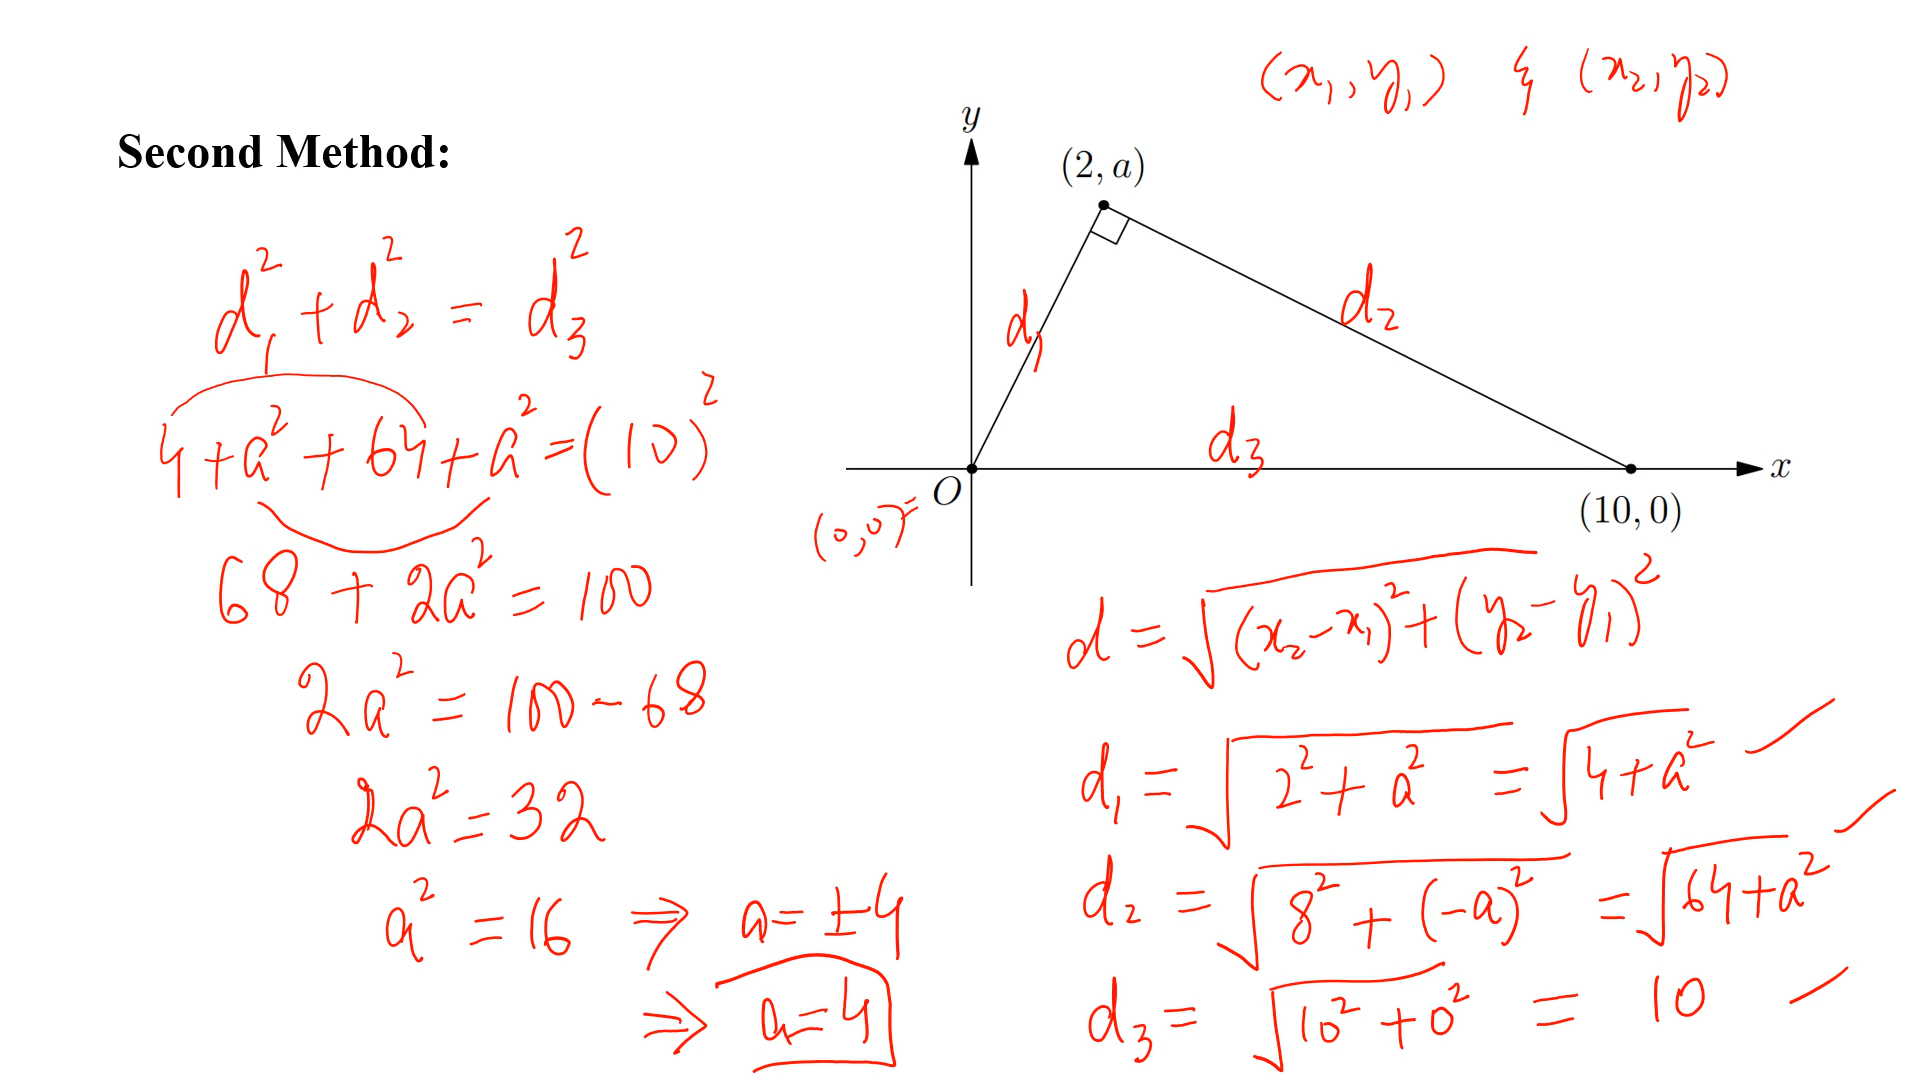 (x₁, y₁) & (x₂, y₂)
y
Second Method:
(2, a)
d₁² + d₂² = d₃²
d₁
d₂
4 + a² + 64 + a² = (10)²
d₃
x
O
(0,0) =
(10, 0)
68 + 2a² = 100
d = √((x₂ - x₁)² + (y₂ - y₁)²)
2a² = 100 - 68
d₁ = √(2² + a²) = √(4 + a²)
2a² = 32
d₂ = √(8² + (-a)²) = √(64 + a²)
a² = 16 ⇒ a = ±4
⇒ a = 4
d₃ = √(10² + 0²) = 10